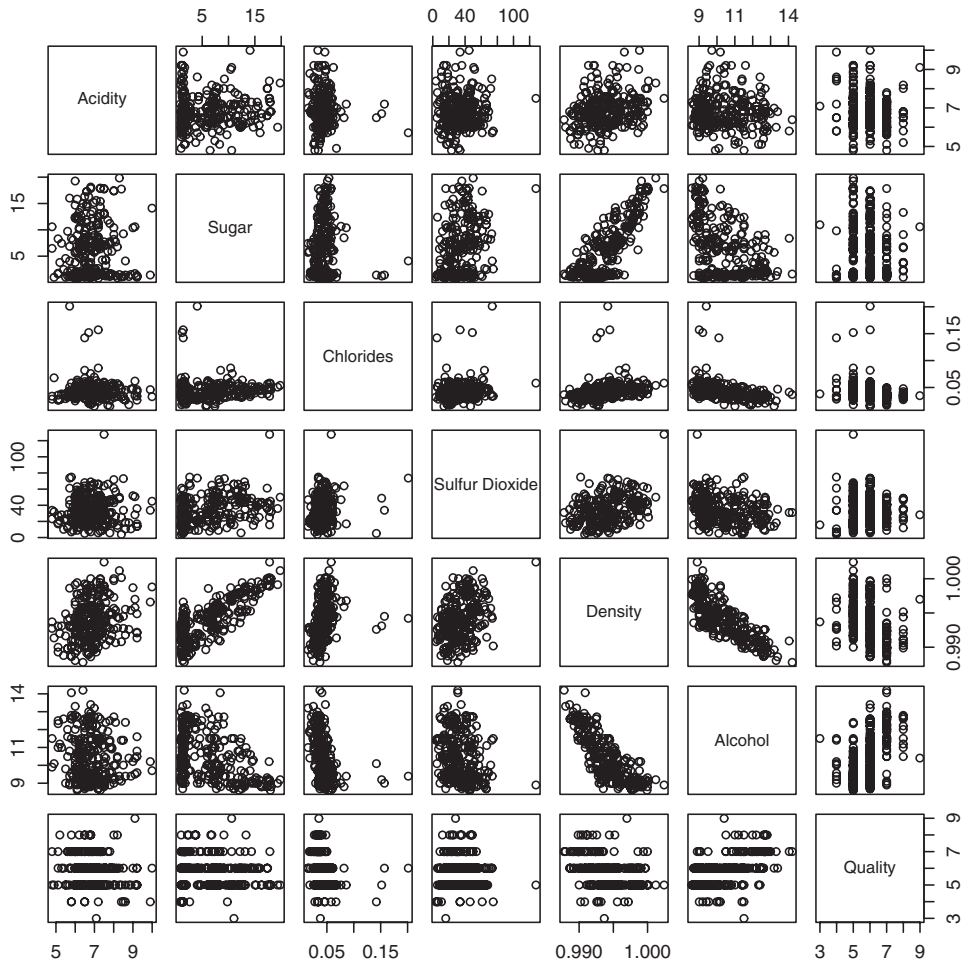 5 15
0 40 100
9 11 14
Acidity
5 7 9
5 15
Sugar
Chlorides
0.05 0.15
0 40 100
Sulfur Dioxide
Density
0.990 1.000
9 11 14
Alcohol
Quality
3 5 7 9
5 7 9
0.05 0.15
0.990 1.000
3 5 7 9